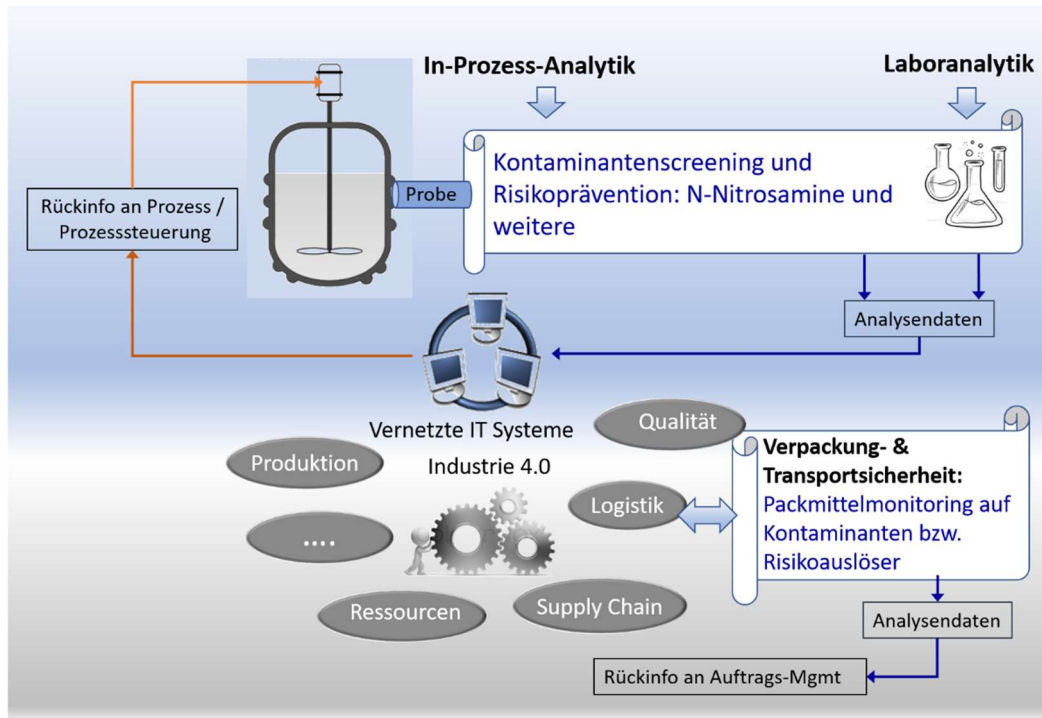 In-Prozess-Analytik
Laboranalytik
Kontaminantenscreening und
Risikoprävention: N-Nitrosamine und
weitere
Probe
Rückinfo an Prozess /
Prozesssteuerung
Analysendaten
Vernetzte IT Systeme
Industrie 4.0
Qualität
Produktion
Logistik
....
Ressourcen
Supply Chain
Verpackung- &
Transportsicherheit:
Packmittelmonitoring auf
Kontaminanten bzw.
Risikoauslöser
Analysendaten
Rückinfo an Auftrags-Mgmt